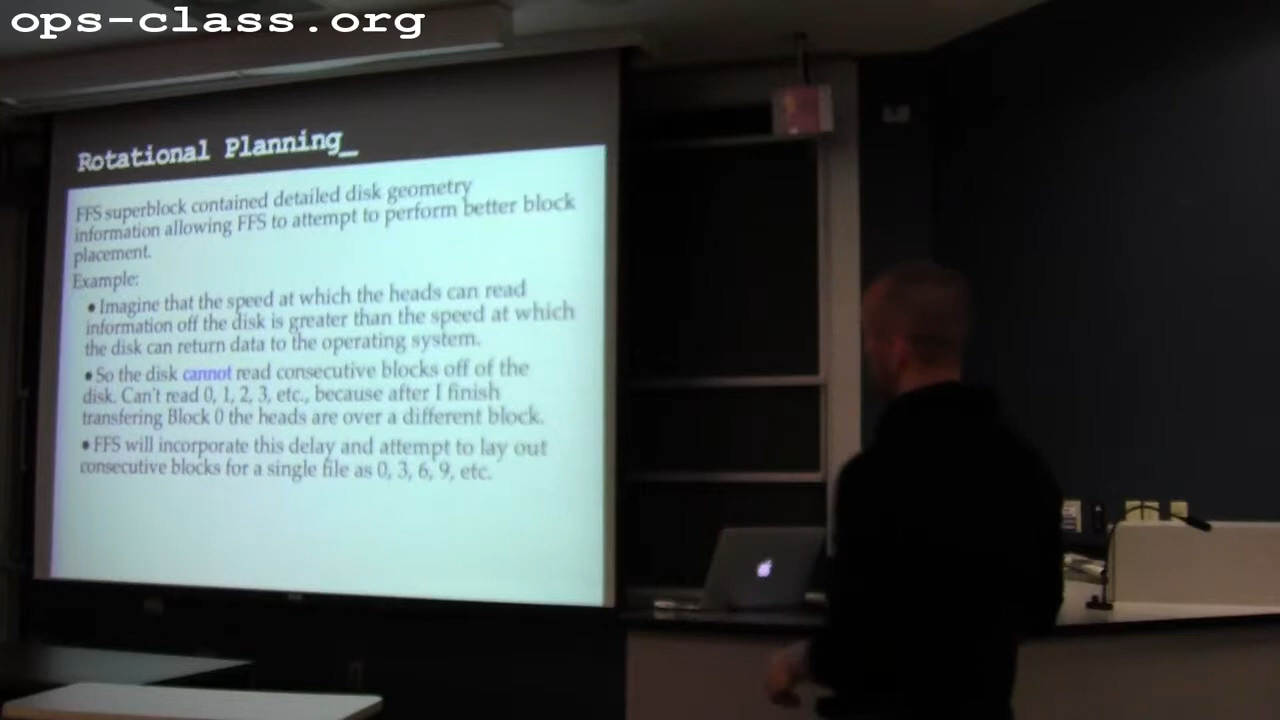 ops-class.org
Rotational Planning_
FFS superblock contained detailed disk geometry
information allowing FFS to attempt to perform better block
placement.
Example:
• Imagine that the speed at which the heads can read
information off the disk is greater than the speed at which
the disk can return data to the operating system.
• So the disk cannot read consecutive blocks off of the
disk. Can't read 0, 1, 2, 3, etc., because after I finish
transfering Block 0 the heads are over a different block.
• FFS will incorporate this delay and attempt to lay out
consecutive blocks for a single file as 0, 3, 6, 9, etc.